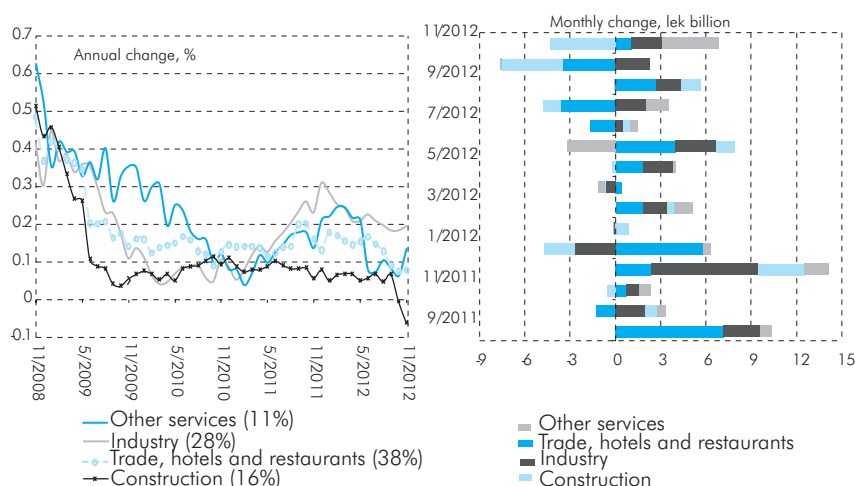 Annual change, %
0.7
0.6
0.5
0.4
0.3
0.2
0.1
0
0.1
11/2008
5/2009
11/2009
5/2010
11/2010
5/2011
11/2011
5/2012
11/2012
Other services (11%)
Industry (28%)
Trade, hotels and restaurants (38%)
Construction (16%)
Monthly change, lek billion
11/2012
9/2012
7/2012
5/2012
3/2012
1/2012
11/2011
9/2011
-9 -6 -3 0 3 6 9 12 15
Other services
Trade, hotels and restaurants
Industry
Construction